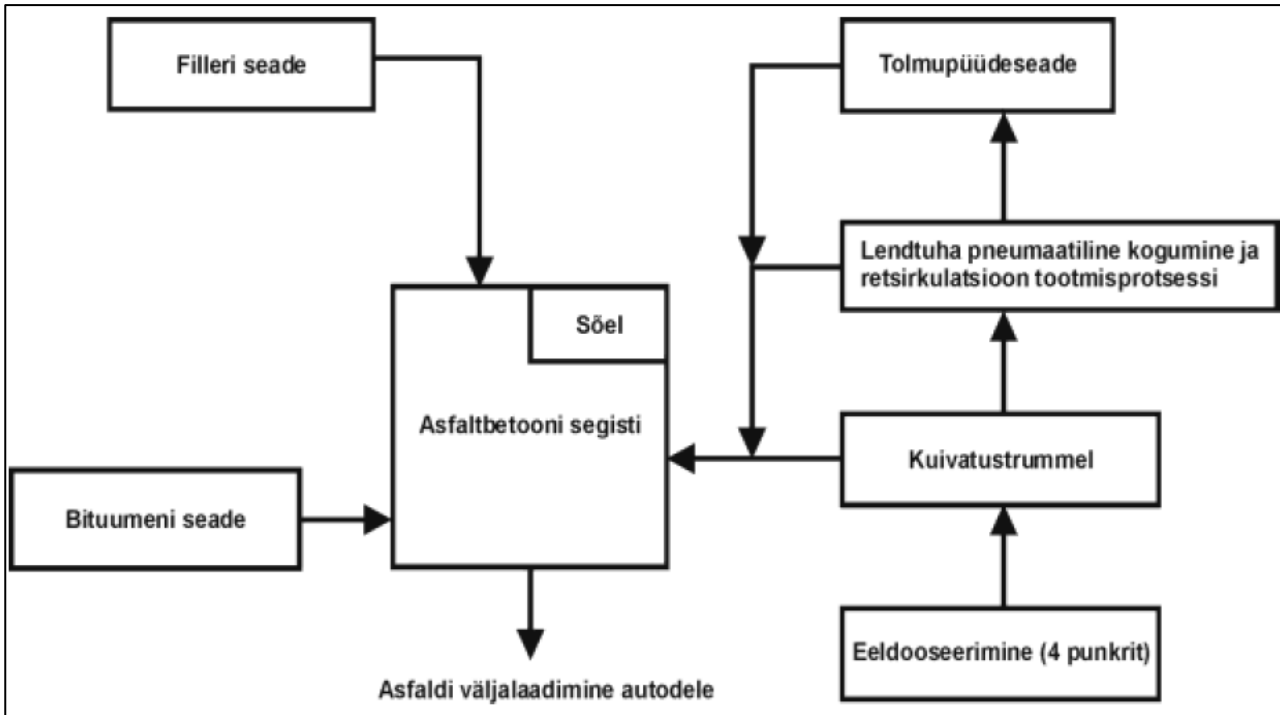 Filleri seade
Tolmupüüdeseade
Lendtuha pneumaatiline kogumine ja
retsirkulatsioon tootmisprotsessi
Sõel
Asfaltbetooni segisti
Kuivatustrummel
Bituumeni seade
Eeldooseerimine (4 punkrit)
Asfaldi väljalaadimine autodele